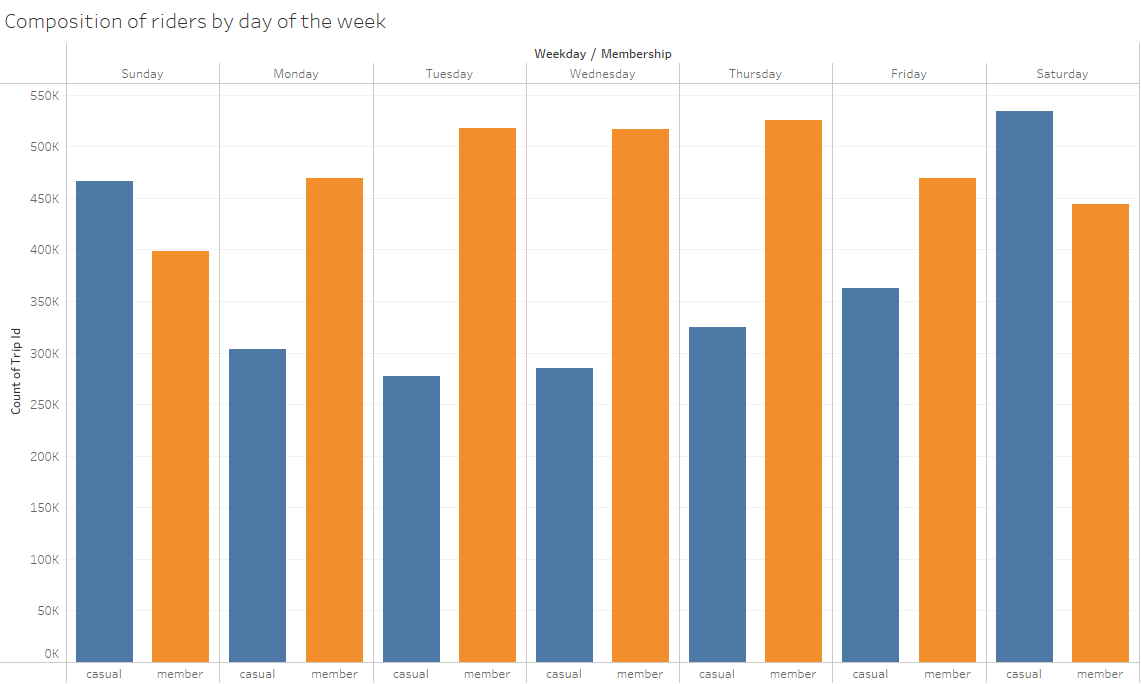 Composition of riders by day of the week
Weekday / Membership
Sunday Monday Tuesday Wednesday Thursday Friday Saturday
550K
500K
450K
400K
350K
300K
250K
200K
150K
100K
50K
0K
Count of Trip Id
casual member casual member casual member casual member casual member casual member casual member